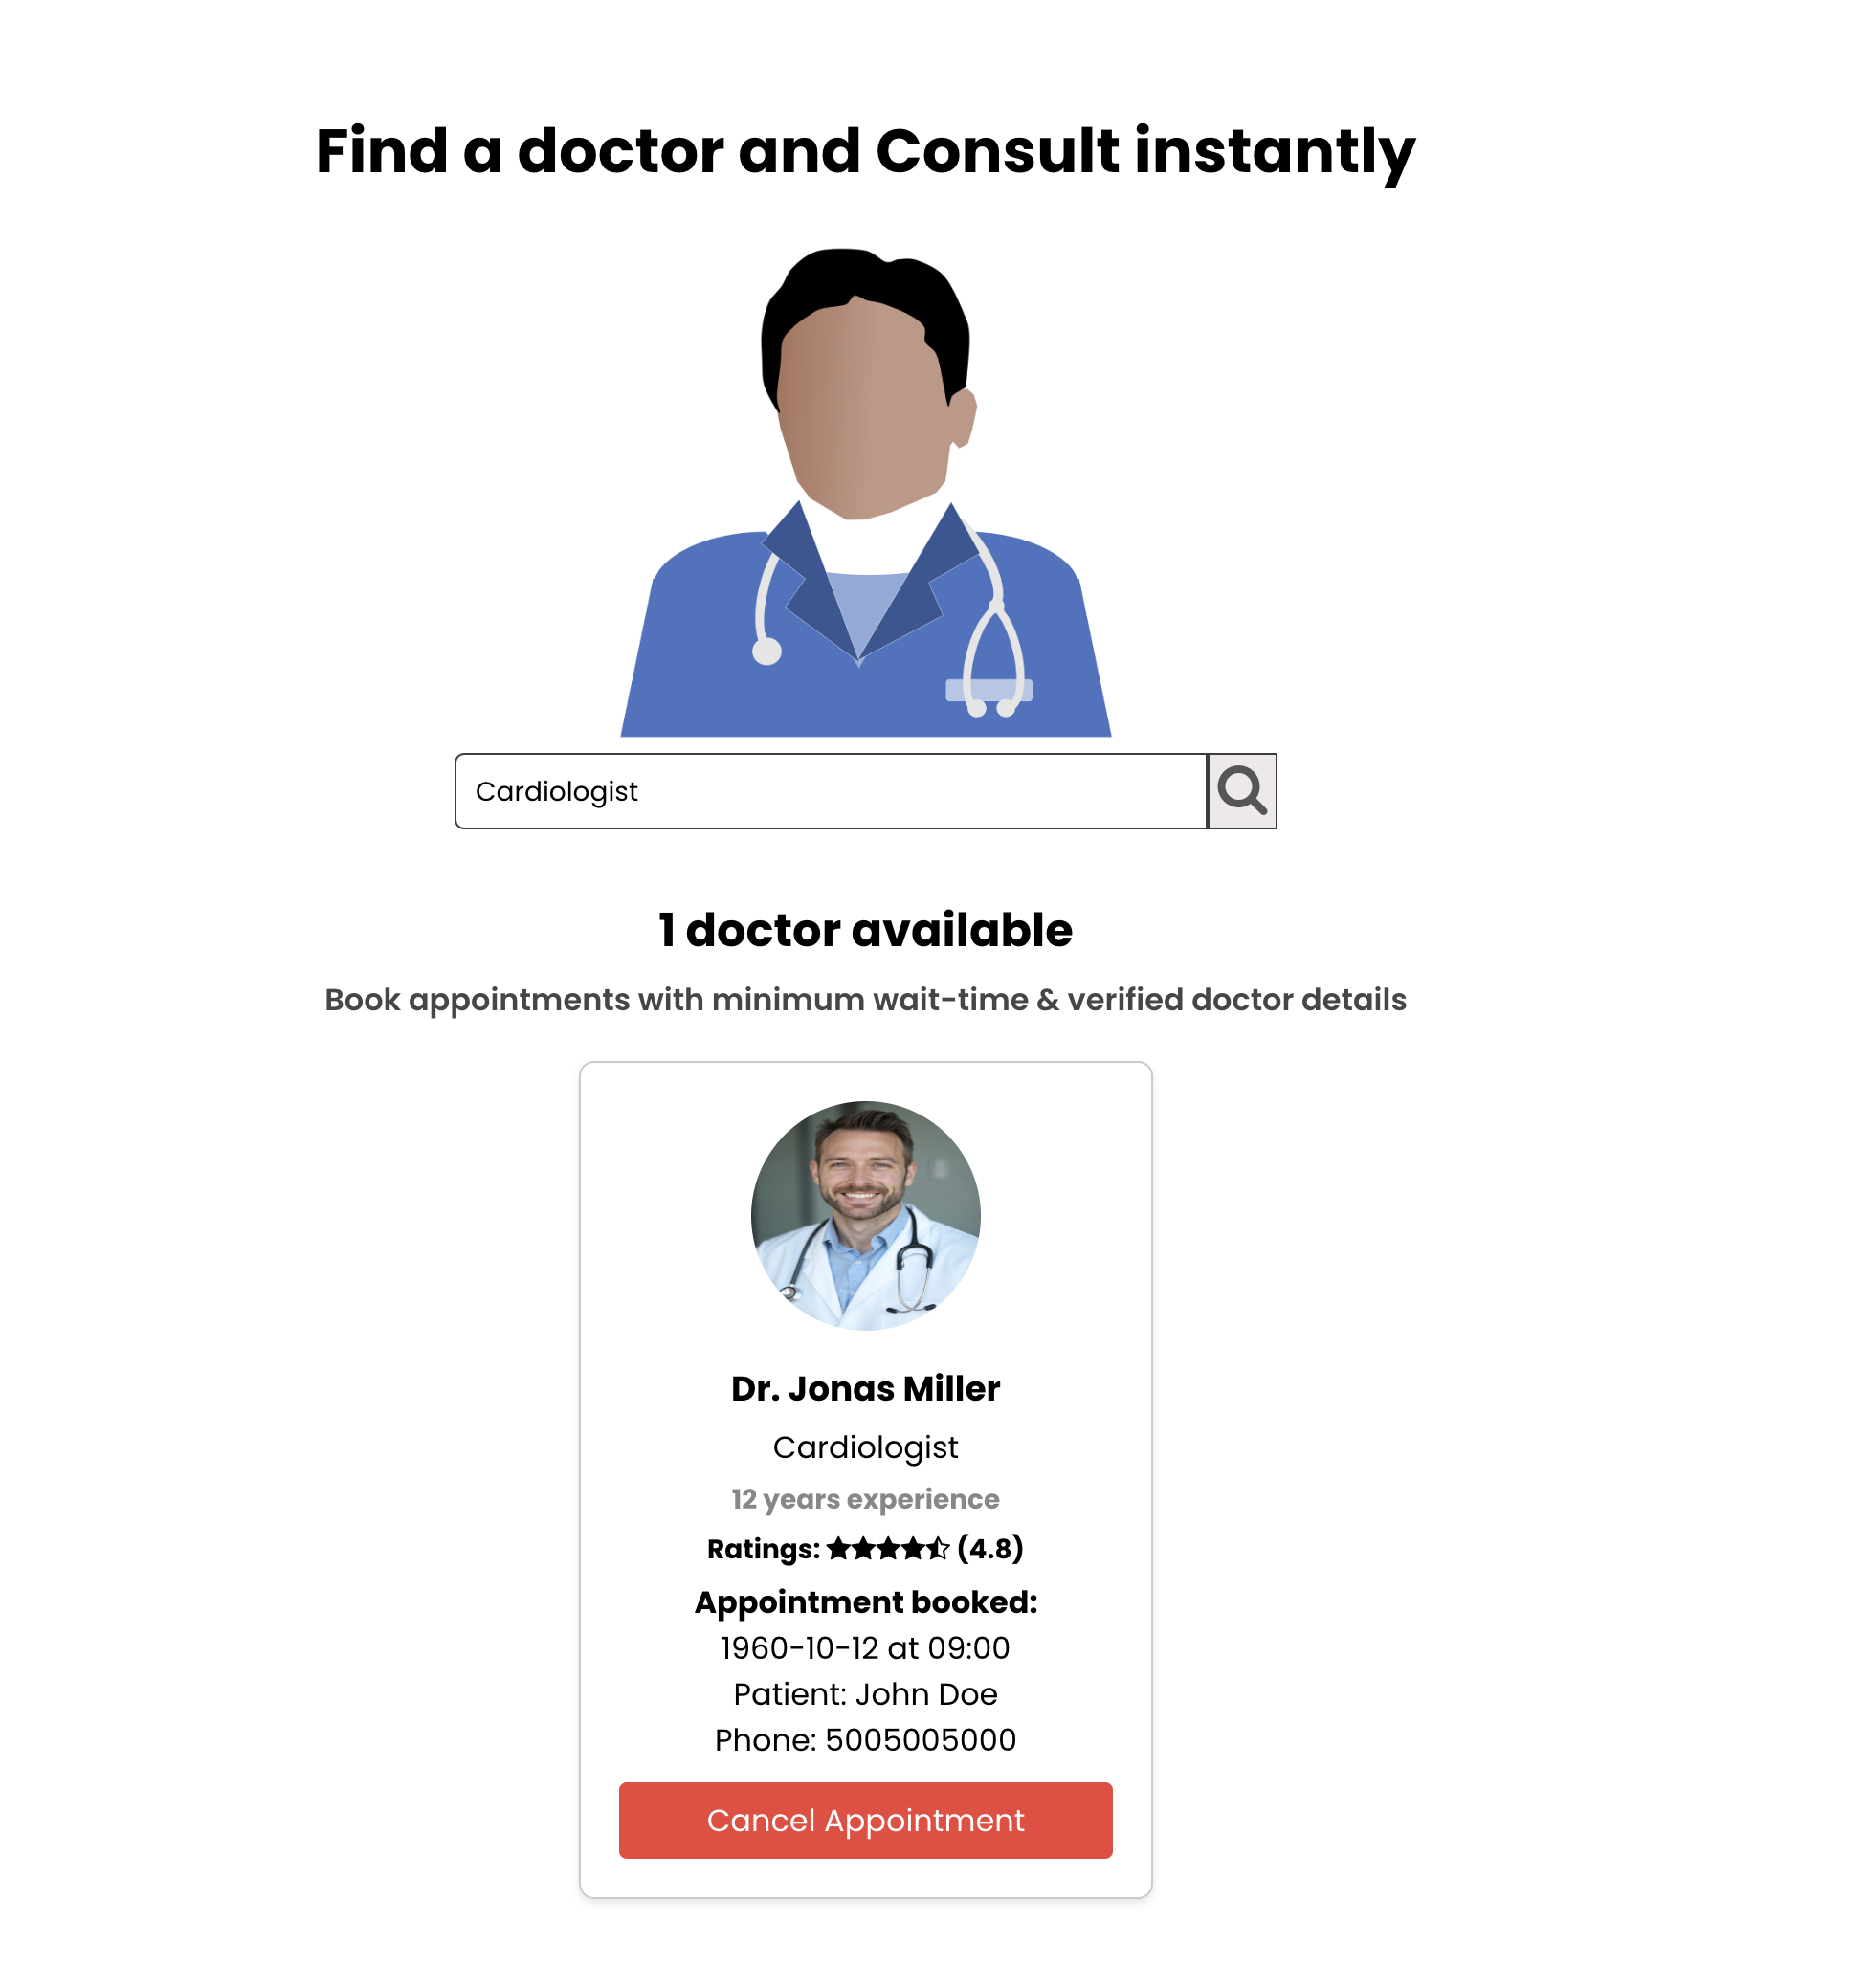 Find a doctor and Consult instantly
Cardiologist
1 doctor available
Book appointments with minimum wait-time & verified doctor details
Dr. Jonas Miller
Cardiologist
12 years experience
Ratings: (4.8)
Appointment booked:
1960-10-12 at 09:00
Patient: John Doe
Phone: 5005005000
Cancel Appointment